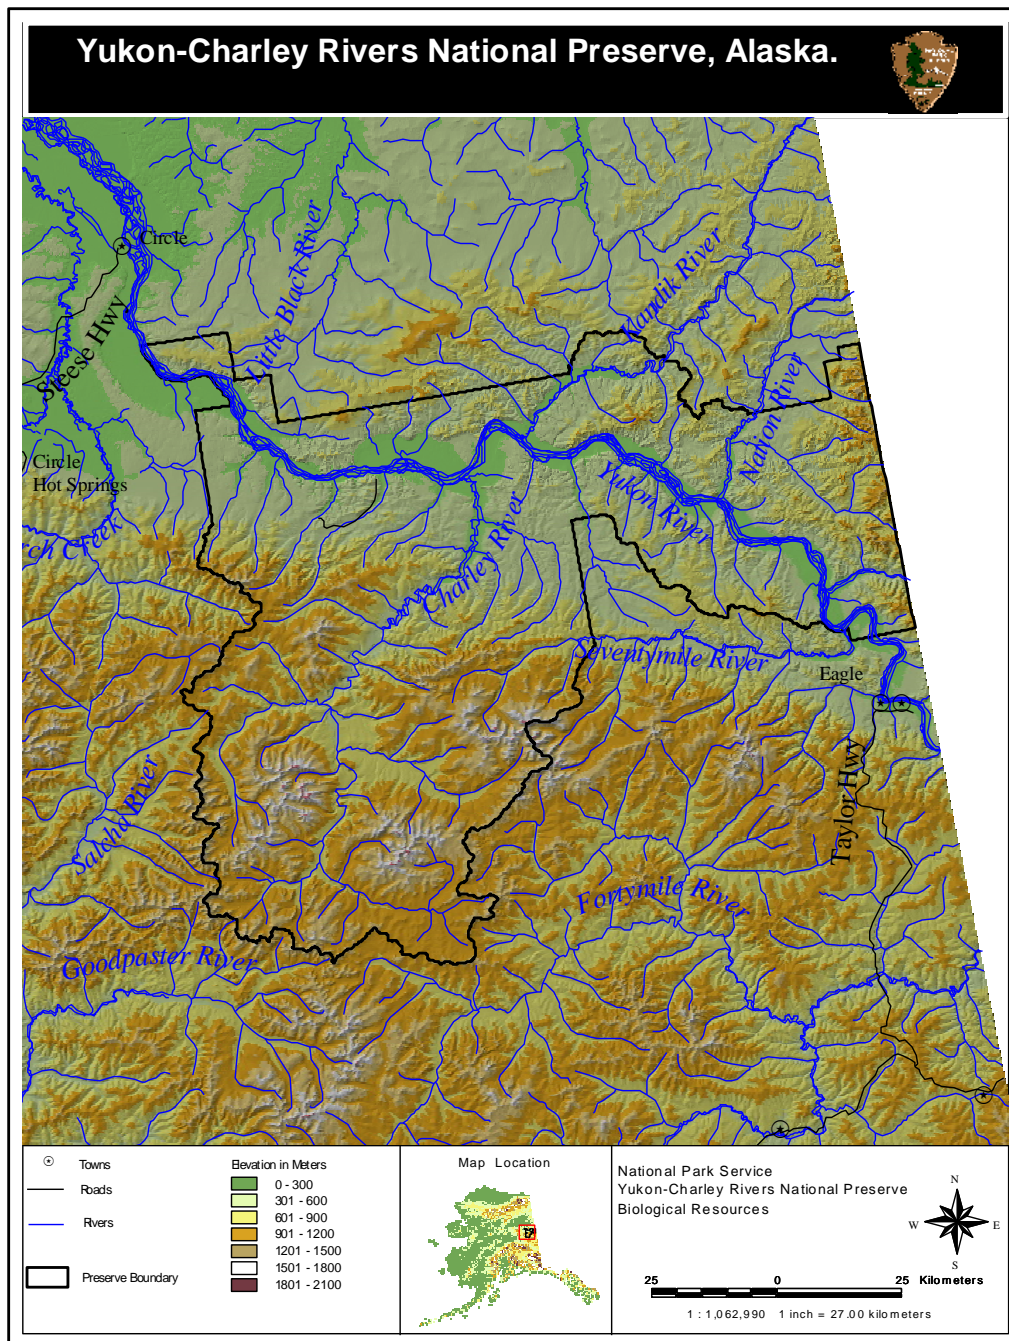 Yukon-Charley Rivers National Preserve, Alaska.
Circle
Steese Hwy
Little Black River
Kandik River
Nation River
Circle
Hot Springs
rch Creek
Yukon River
Charley River
Seventymile River
Eagle
Taylor Hwy
Salcha River
Fortymile River
Goodpaster River
Towns
Roads
Rivers
Preserve Boundary
Elevation in Meters
0 - 300
301 - 600
601 - 900
901 - 1200
1201 - 1500
1501 - 1800
1801 - 2100
Map Location
National Park Service
Yukon-Charley Rivers National Preserve
Biological Resources
N
W E
S
25 0 25 Kilometers
1 : 1,062,990 1 inch = 27.00 kilometers